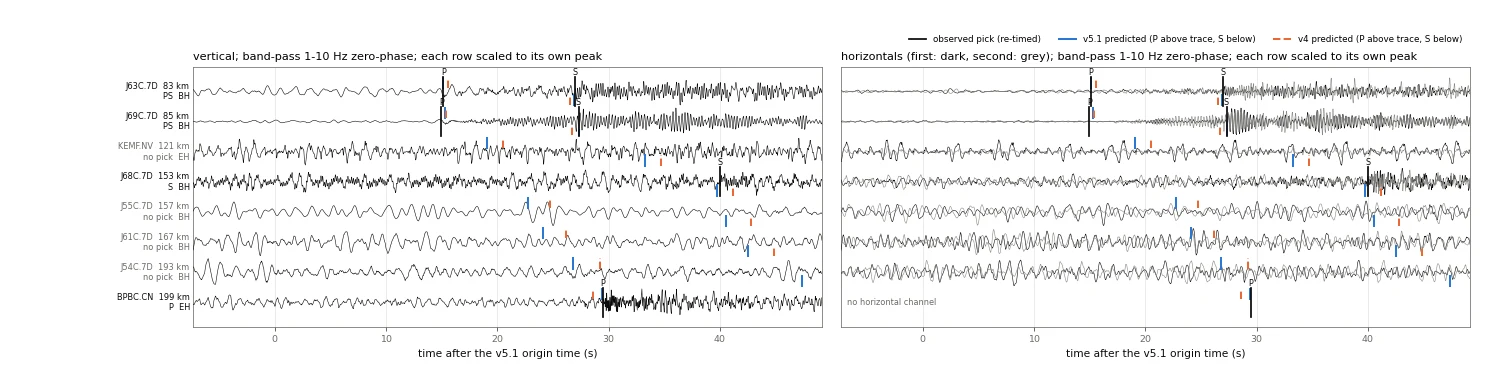 observed pick (re-timed) v5.1 predicted (P above trace, S below) v4 predicted (P above trace, S below)
vertical; band-pass 1-10 Hz zero-phase; each row scaled to its own peak
horizontals (first: dark, second: grey); band-pass 1-10 Hz zero-phase; each row scaled to its own peak
P S P S
J63C.7D 83 km
PS BH
P S P S
J69C.7D 85 km
PS BH
KEMF.NV 121 km
no pick EH
S S
J68C.7D 153 km
S BH
J55C.7D 157 km
no pick BH
J61C.7D 167 km
no pick BH
J54C.7D 193 km
no pick BH
P P
BPBC.CN 199 km
P EH
no horizontal channel
0 10 20 30 40 0 10 20 30 40
time after the v5.1 origin time (s) time after the v5.1 origin time (s)